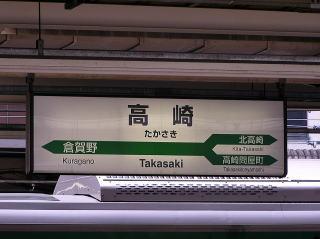 高崎
たかさき
倉賀野
Kuragano
Takasaki
北高崎
Kita-Takasaki
高崎問屋町
Takasakitonyamachi